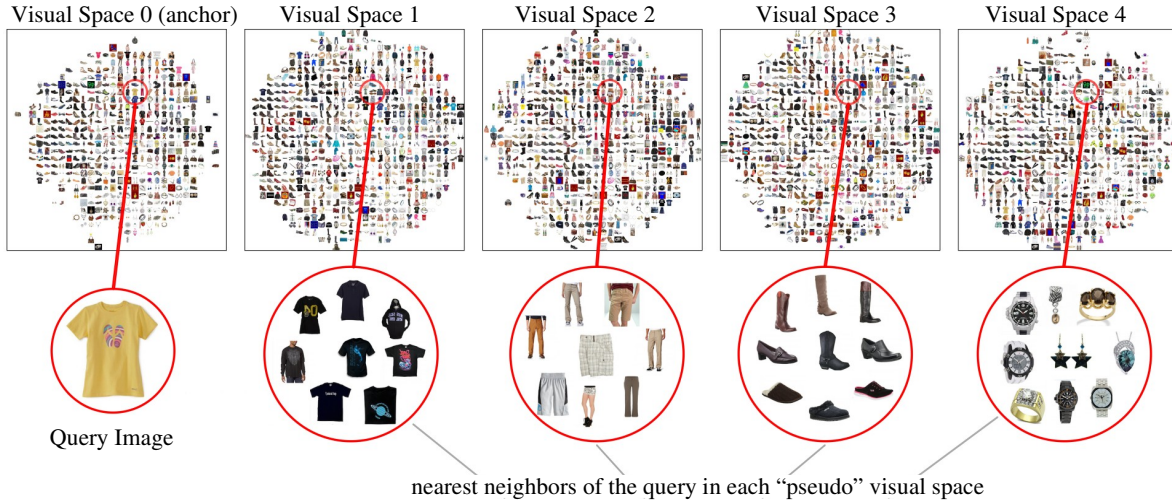 Visual Space 0 (anchor)
Visual Space 1
Visual Space 2
Visual Space 3
Visual Space 4
Query Image
nearest neighbors of the query in each “pseudo” visual space